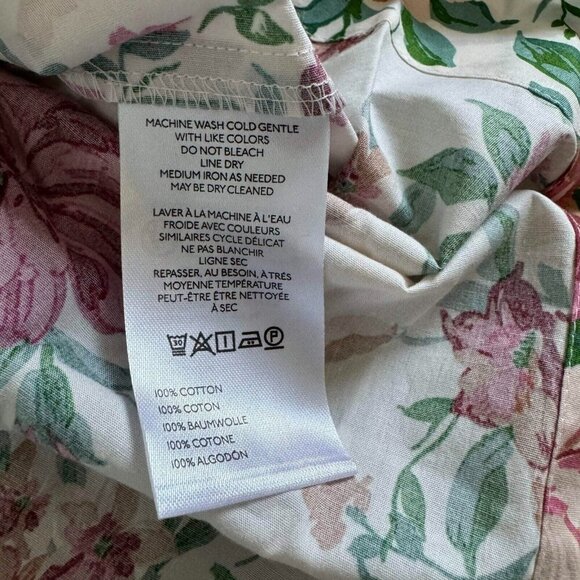 MACHINE WASH COLD GENTLE
WITH LIKE COLORS
DO NOT BLEACH
LINE DRY
MEDIUM IRON AS NEEDED
MAY BE DRY CLEANED
LAVER À LA MACHINE À L'EAU
FROIDE AVEC COULEURS
SIMILAIRES CYCLE DÉLICAT
NE PAS BLANCHIR
LIGNE SEC
REPASSER, AU BESOIN, À TRÉS
MOYENNE TEMPÉRATURE
PEUT-ÊTRE ÊTRE NETTOYÉE
À SEC
30
100% COTTON
100% COTON
100% BAUMWOLLE
100% COTONE
100% ALGODÓN